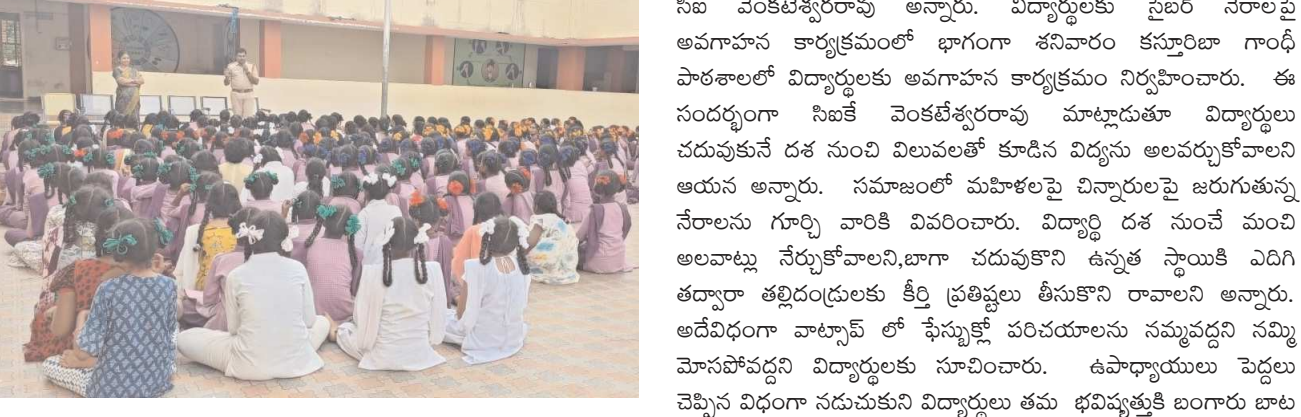 సిఐ వెంకటేశ్వరరావు అన్నారు. విద్యార్థులకు సైబర్ నేరాలపై
అవగాహన కార్యక్రమంలో భాగంగా శనివారం కస్తూరిబా గాంధీ
పాఠశాలలో విద్యార్థులకు అవగాహన కార్యక్రమం నిర్వహించారు. ఈ
సందర్భంగా సిఐకే వెంకటేశ్వరరావు మాట్లాడుతూ విద్యార్థులు
చదువుకునే దశ నుంచి విలువలతో కూడిన విద్యను అలవర్చుకోవాలని
ఆయన అన్నారు. సమాజంలో మహిళలపై చిన్నారులపై జరుగుతున్న
నేరాలను గూర్చి వారికి వివరించారు. విద్యార్థి దశ నుంచే మంచి
అలవాట్లు నేర్చుకోవాలని,బాగా చదువుకొని ఉన్నత స్థాయికి ఎదిగి
తద్వారా తల్లిదండ్రులకు కీర్తి ప్రతిష్టలు తీసుకొని రావాలని అన్నారు.
అదేవిధంగా వాట్సాప్ లో ఫేస్బుక్లో పరిచయాలను నమ్మవద్దని నమ్మి
మోసపోవద్దని విద్యార్థులకు సూచించారు. ఉపాధ్యాయులు పెద్దలు
చెప్పిన విధంగా నడుచుకుని విద్యార్థులు తమ భవిష్యత్తుకి బంగారు బాట